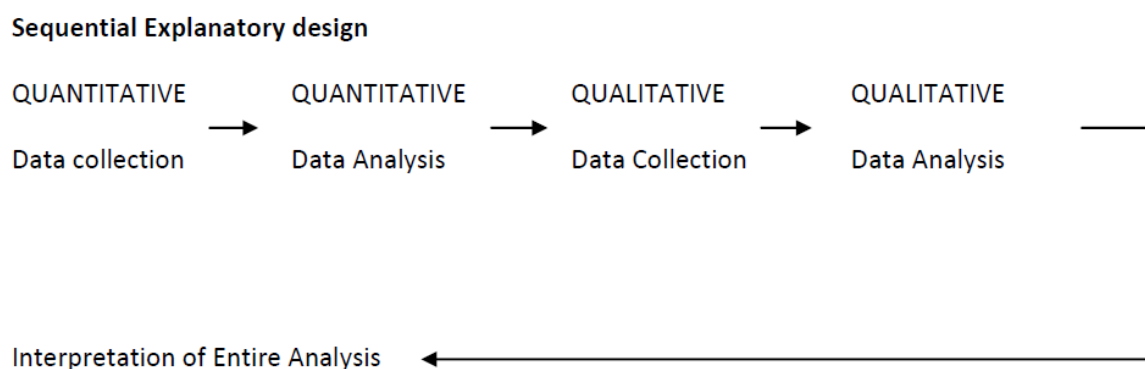 Sequential Explanatory design
QUANTITATIVE QUANTITATIVE QUALITATIVE QUALITATIVE
Data collection Data Analysis Data Collection Data Analysis
Interpretation of Entire Analysis